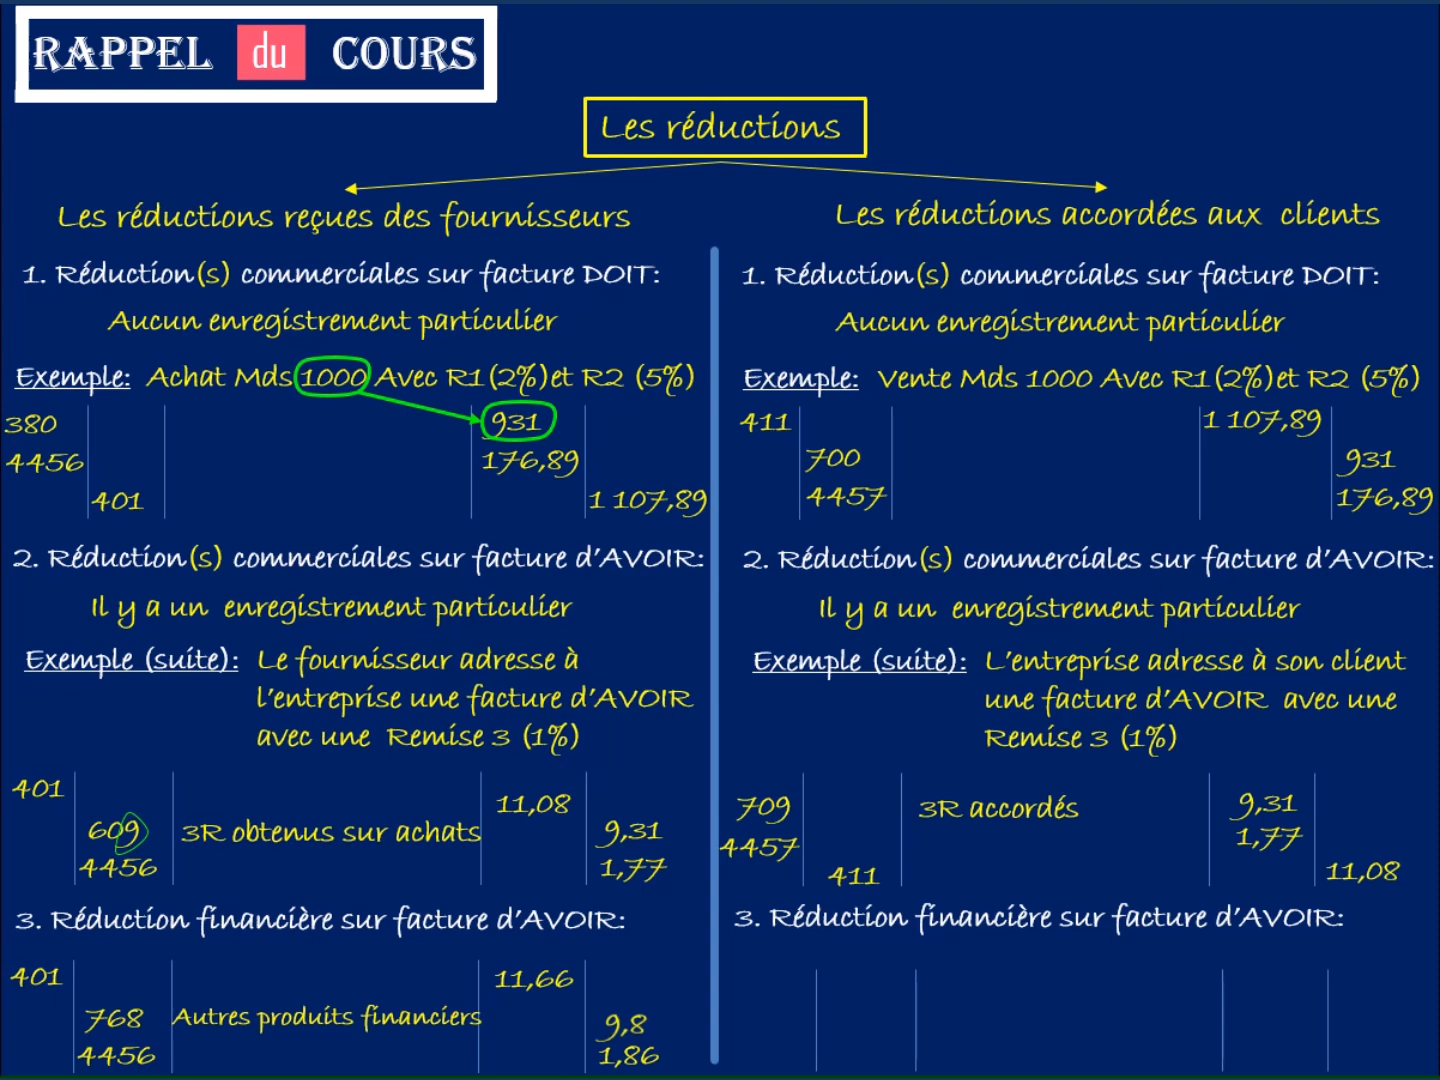 RAPPEL du COURS
Les réductions
Les réductions reçues des fournisseurs
1. Réduction(s) commerciales sur facture DOIT:
Aucun enregistrement particulier
Exemple: Achat Mds 1000 Avec R1 (2%) et R2 (5%)
380 931
4456 176,89
401 1 107,89
2. Réduction(s) commerciales sur facture d'AVOIR:
Il y a un enregistrement particulier
Exemple (suite): Le fournisseur adresse à
l'entreprise une facture d'AVOIR
avec une Remise 3 (1%)
401 11,08
609 3R obtenus sur achats 9,31
4456 1,77
3. Réduction financière sur facture d'AVOIR:
401 11,66
768 Autres produits financiers 9,8
4456 1,86
Les réductions accordées aux clients
1. Réduction(s) commerciales sur facture DOIT:
Aucun enregistrement particulier
Exemple: Vente Mds 1000 Avec R1 (2%) et R2 (5%)
411 1 107,89
700 931
4457 176,89
2. Réduction(s) commerciales sur facture d'AVOIR:
Il y a un enregistrement particulier
Exemple (suite): L'entreprise adresse à son client
une facture d'AVOIR avec une
Remise 3 (1%)
709 3R accordés 9,31
4457 1,77
411 11,08
3. Réduction financière sur facture d'AVOIR: